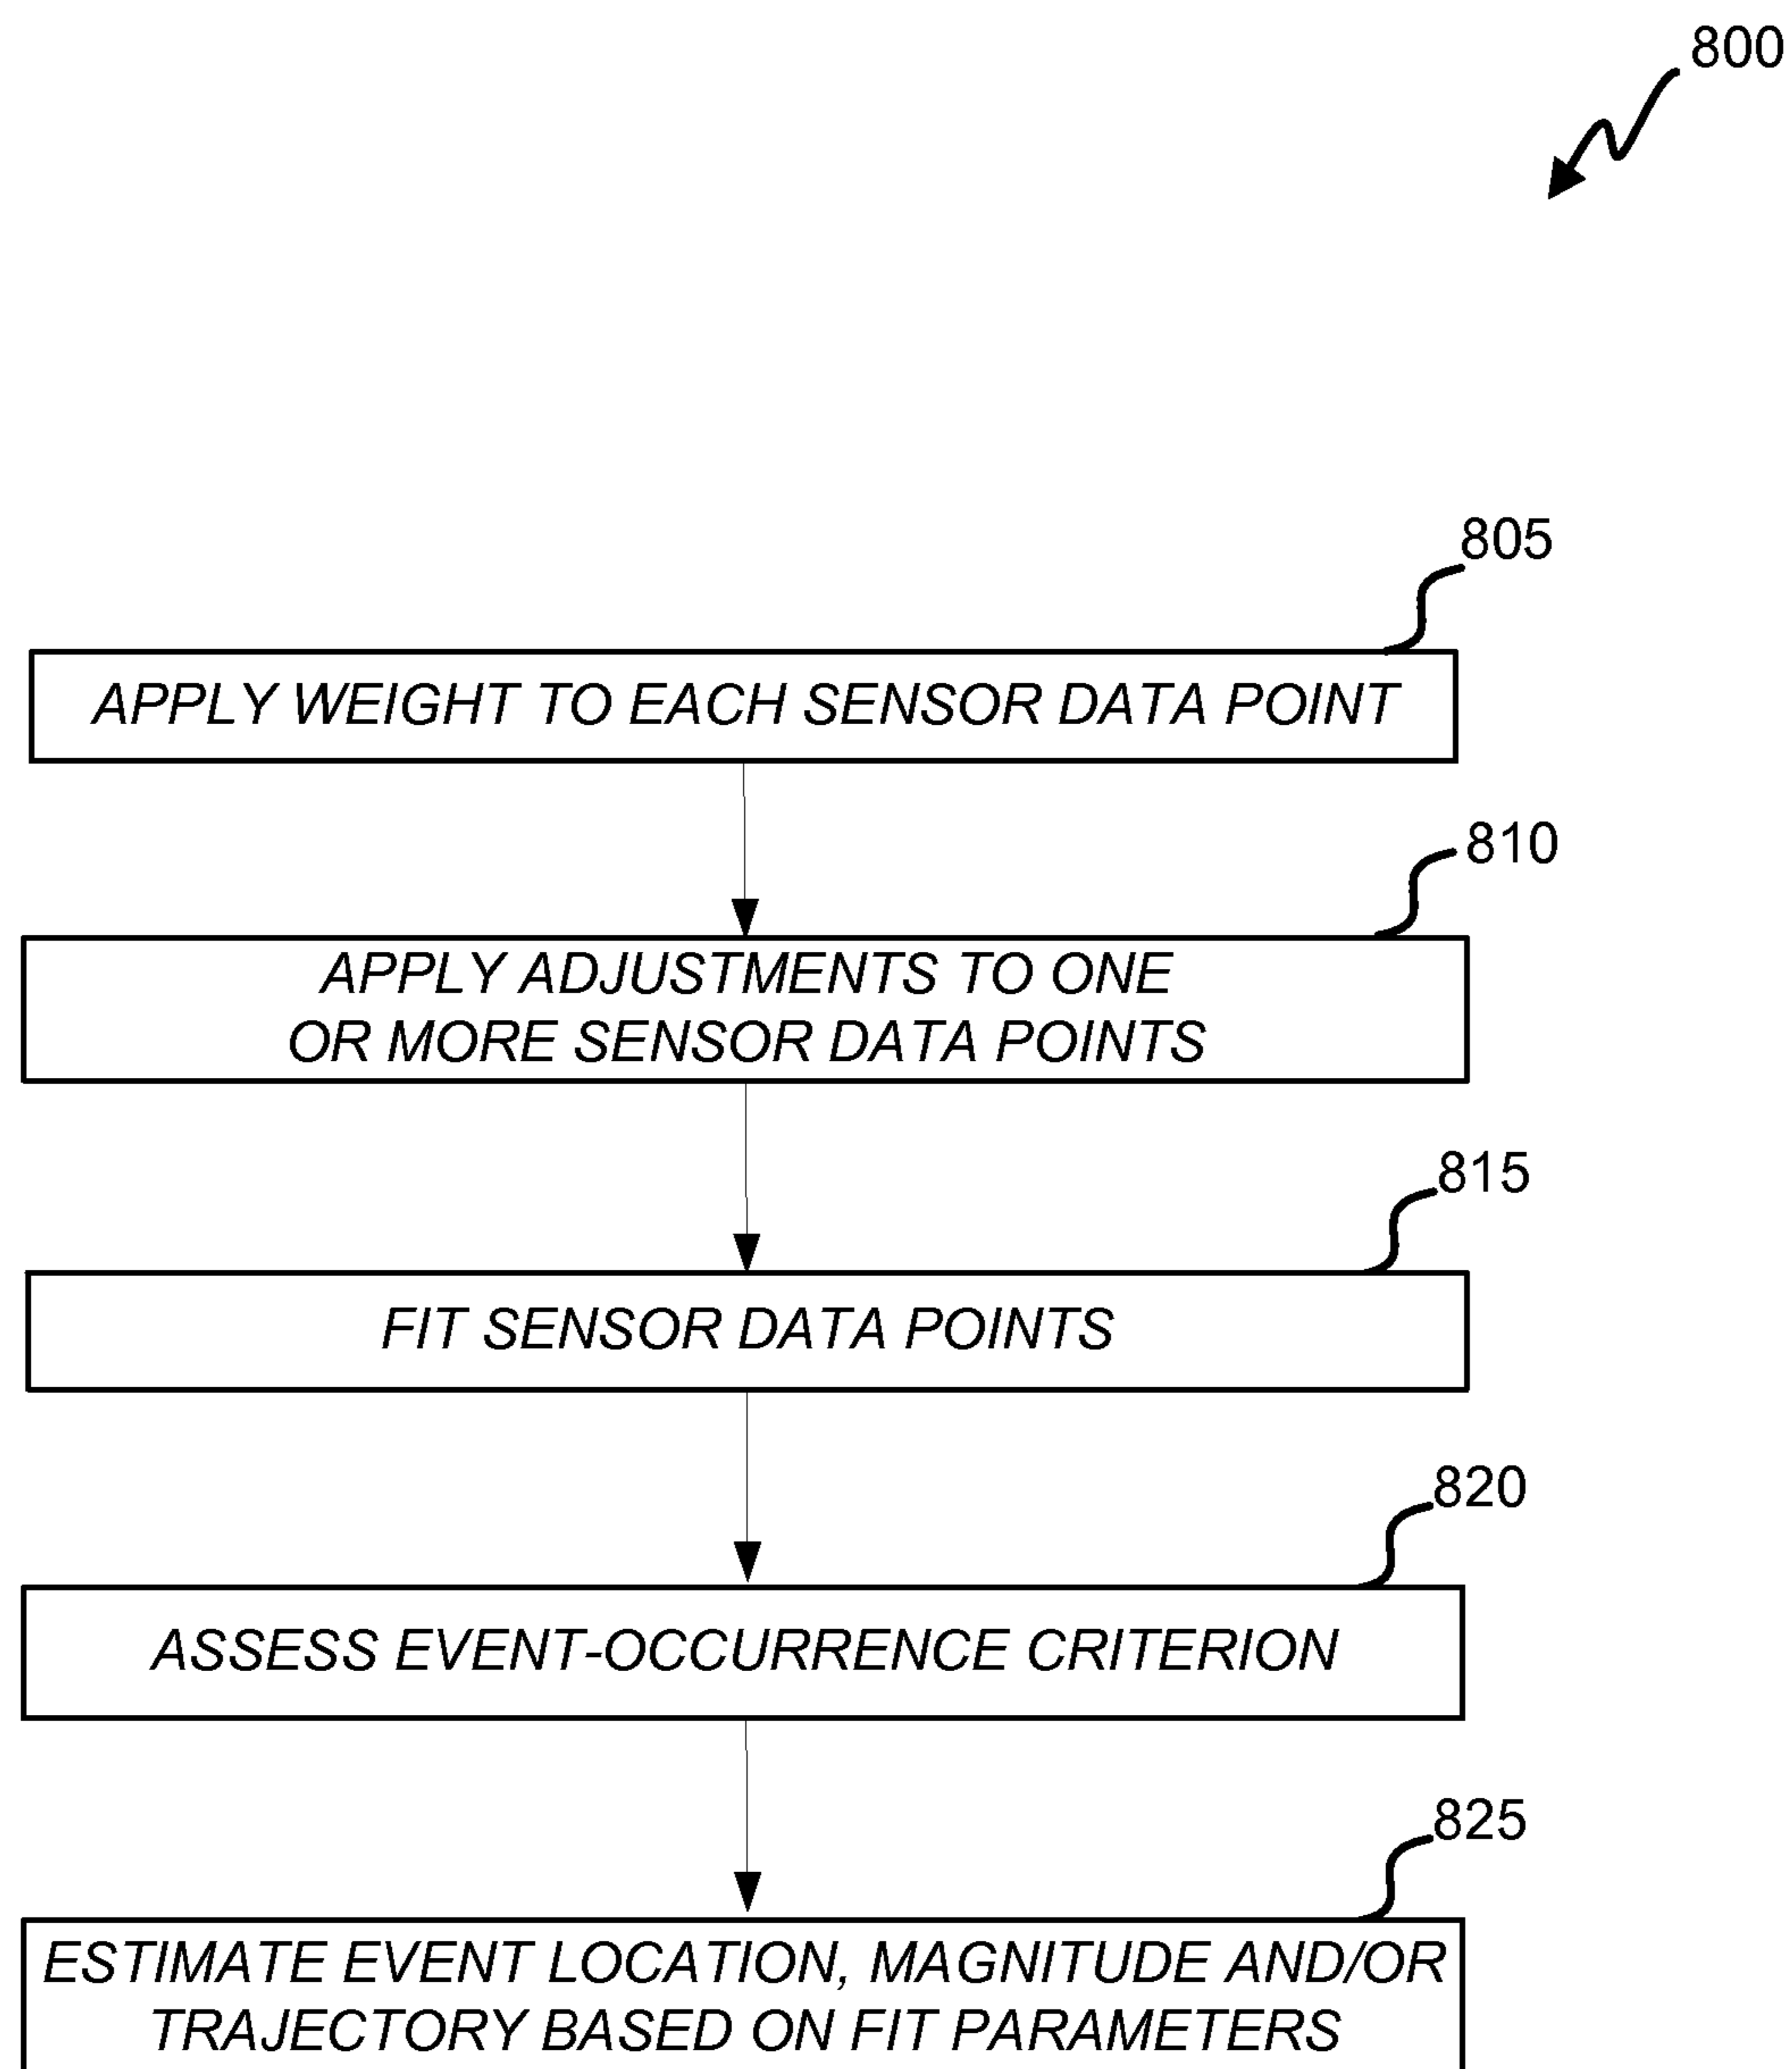 800
805
APPLY WEIGHT TO EACH SENSOR DATA POINT
810
APPLY ADJUSTMENTS TO ONE
OR MORE SENSOR DATA POINTS
815
FIT SENSOR DATA POINTS
820
ASSESS EVENT-OCCURRENCE CRITERION
825
ESTIMATE EVENT LOCATION, MAGNITUDE AND/OR
TRAJECTORY BASED ON FIT PARAMETERS